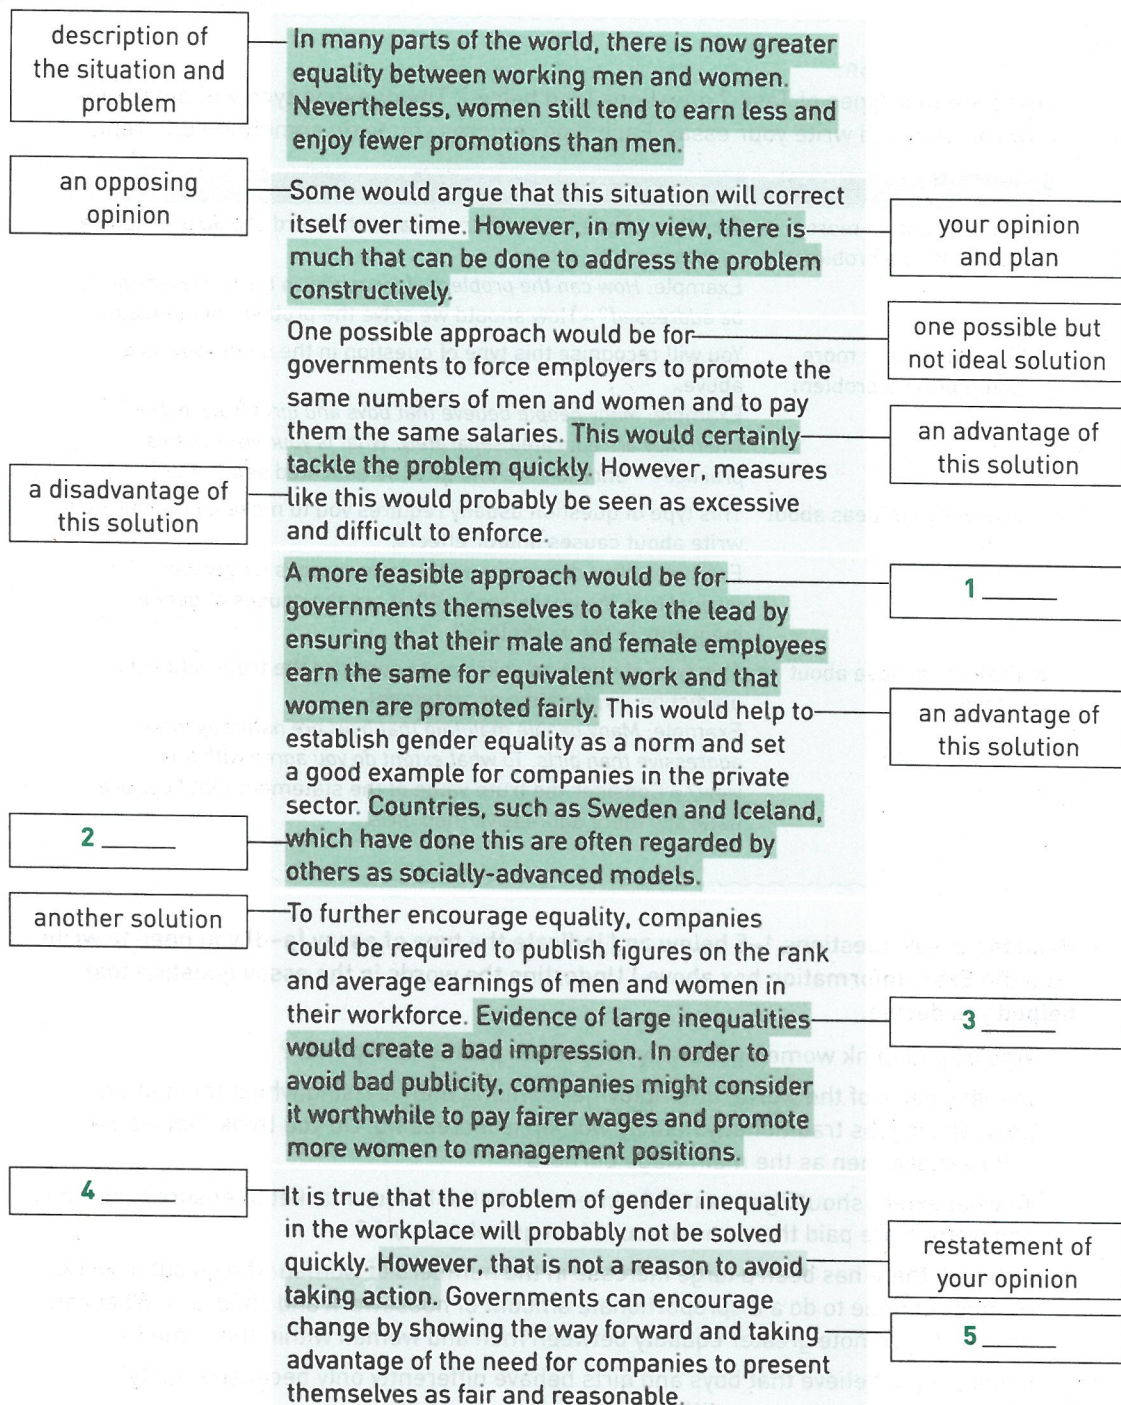 description of
the situation and
problem
In many parts of the world, there is now greater
equality between working men and women.
Nevertheless, women still tend to earn less and
enjoy fewer promotions than men.
an opposing
opinion
Some would argue that this situation will correct
itself over time. However, in my view, there is
much that can be done to address the problem
constructively.
your opinion
and plan
One possible approach would be for
governments to force employers to promote the
same numbers of men and women and to pay
them the same salaries. This would certainly
tackle the problem quickly. However, measures
like this would probably be seen as excessive
and difficult to enforce.
one possible but
not ideal solution
an advantage of
this solution
a disadvantage of
this solution
A more feasible approach would be for
governments themselves to take the lead by
ensuring that their male and female employees
earn the same for equivalent work and that
women are promoted fairly. This would help to
establish gender equality as a norm and set
a good example for companies in the private
sector. Countries, such as Sweden and Iceland,
which have done this are often regarded by
others as socially-advanced models.
1 ______
an advantage of
this solution
2 ______
another solution
To further encourage equality, companies
could be required to publish figures on the rank
and average earnings of men and women in
their workforce. Evidence of large inequalities
would create a bad impression. In order to
avoid bad publicity, companies might consider
it worthwhile to pay fairer wages and promote
more women to management positions.
3 ______
4 ______
It is true that the problem of gender inequality
in the workplace will probably not be solved
quickly. However, that is not a reason to avoid
taking action. Governments can encourage
change by showing the way forward and taking
advantage of the need for companies to present
themselves as fair and reasonable.
restatement of
your opinion
5 ______